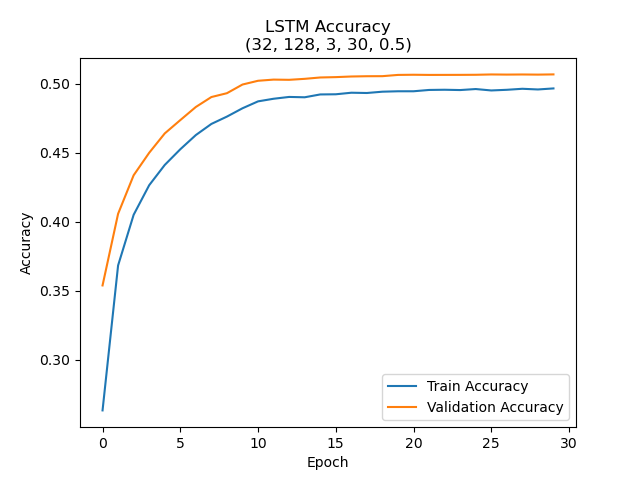 LSTM Accuracy
(32, 128, 3, 30, 0.5)
0.50
0.45
0.40
0.35
0.30
Accuracy
Train Accuracy
Validation Accuracy
0 5 10 15 20 25 30
Epoch